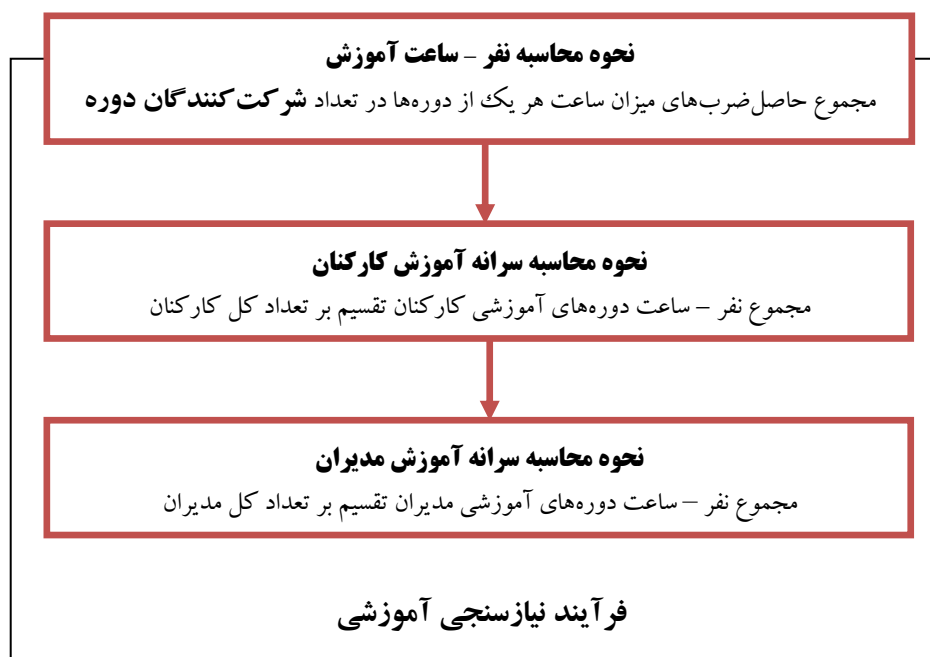 نحوه محاسبه نفر – ساعت آموزش
مجموع حاصل‌ضرب‌های میزان ساعت هر یک از دوره‌ها در تعداد شرکت‌کنندگان دوره
نحوه محاسبه سرانه آموزش کارکنان
مجموع نفر – ساعت دوره‌های آموزشی کارکنان تقسیم بر تعداد کل کارکنان
نحوه محاسبه سرانه آموزش مدیران
مجموع نفر – ساعت دوره‌های آموزشی مدیران تقسیم بر تعداد کل مدیران
فرآیند نیازسنجی آموزشی